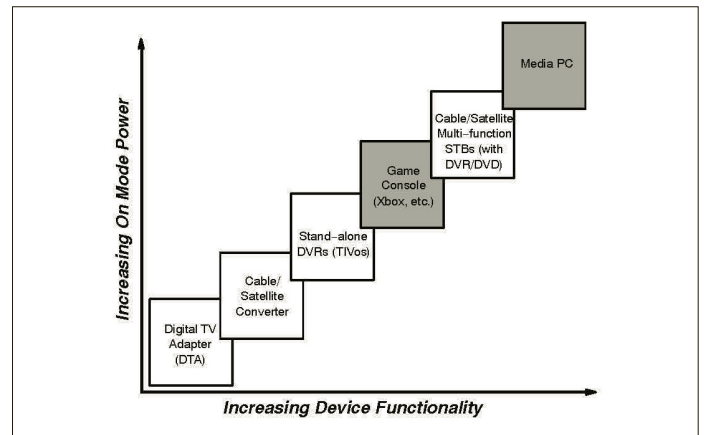 Increasing On Mode Power
Media PC
Cable/Satellite
Multi−function
STBs (with
DVR/DVD)
Game
Console
(Xbox, etc.)
Stand−alone
DVRs (TIVos)
Cable/
Satellite
Converter
Digital TV
Adapter
(DTA)
Increasing Device Functionality